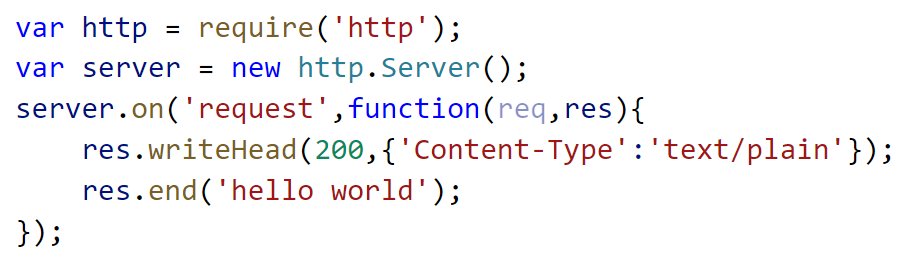 var http = require('http');
var server = new http.Server();
server.on('request',function(req,res){
    res.writeHead(200,{'Content-Type':'text/plain'});
    res.end('hello world');
});